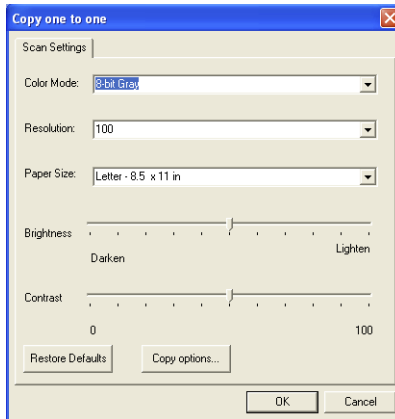 Copy one to one
Scan Settings
Color Mode: 8-bit Gray
Resolution: 100
Paper Size: Letter - 8.5 x 11 in
Brightness
Darken Lighten
Contrast
0 100
Restore Defaults Copy options...
OK Cancel